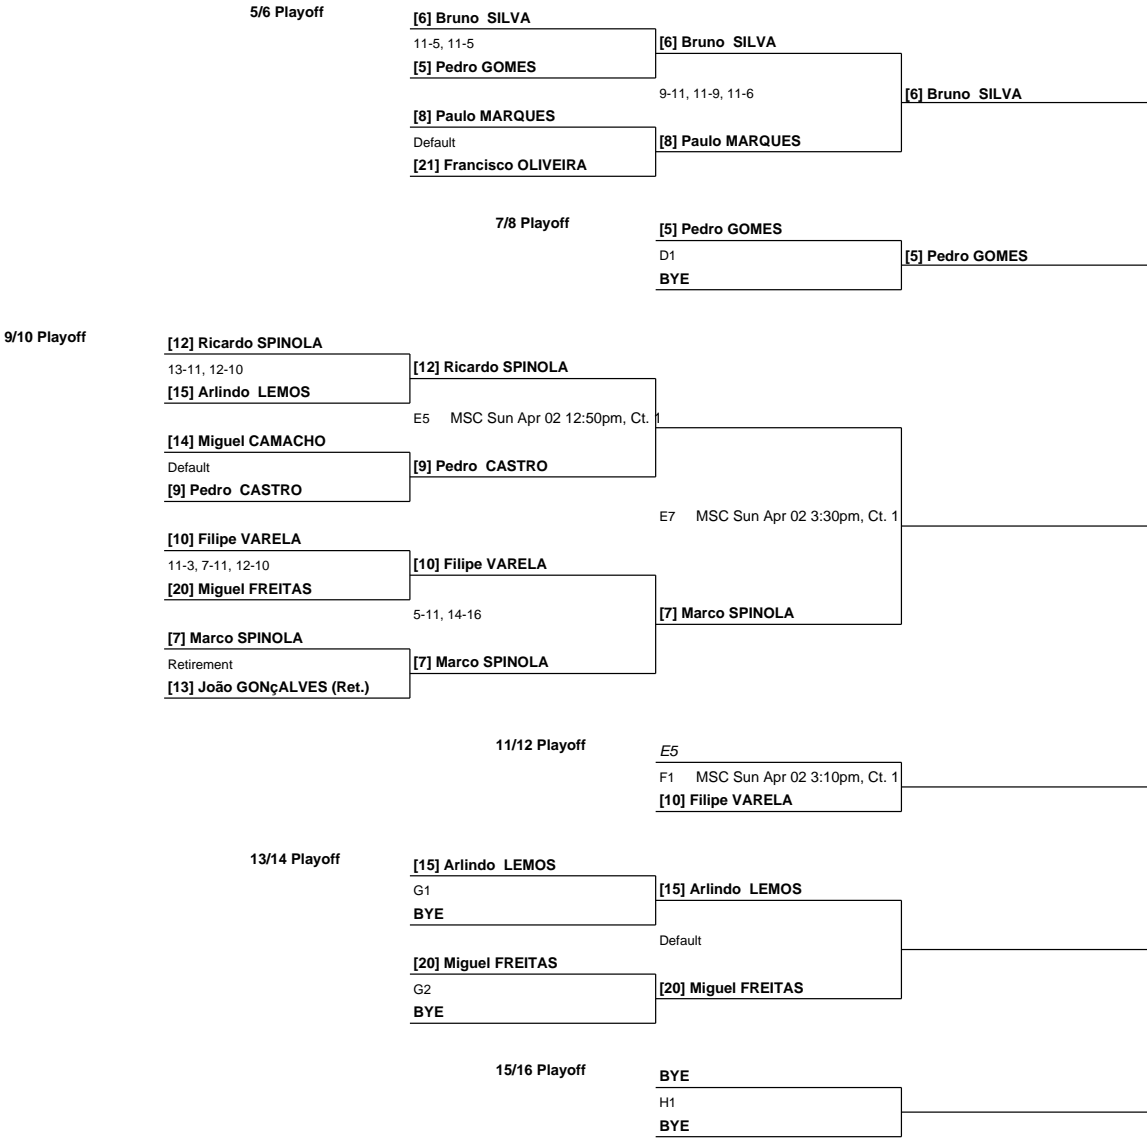 5/6 Playoff
[6] Bruno  SILVA
11-5, 11-5
[6] Bruno  SILVA
[5] Pedro GOMES
9-11, 11-9, 11-6
[6] Bruno  SILVA
[8] Paulo MARQUES
Default
[8] Paulo MARQUES
[21] Francisco OLIVEIRA
7/8 Playoff
[5] Pedro GOMES
D1
[5] Pedro GOMES
BYE
9/10 Playoff
[12] Ricardo SPINOLA
13-11, 12-10
[12] Ricardo SPINOLA
[15] Arlindo  LEMOS
E5 MSC Sun Apr 02 12:50pm, Ct. 1
[14] Miguel CAMACHO
Default
[9] Pedro  CASTRO
[9] Pedro  CASTRO
E7 MSC Sun Apr 02 3:30pm, Ct. 1
[10] Filipe VARELA
11-3, 7-11, 12-10
[10] Filipe VARELA
[20] Miguel FREITAS
5-11, 14-16
[7] Marco SPINOLA
[7] Marco SPINOLA
Retirement
[7] Marco SPINOLA
[13] João GONçALVES (Ret.)
11/12 Playoff
E5
F1 MSC Sun Apr 02 3:10pm, Ct. 1
[10] Filipe VARELA
13/14 Playoff
[15] Arlindo  LEMOS
G1
[15] Arlindo  LEMOS
BYE
Default
[20] Miguel FREITAS
G2
[20] Miguel FREITAS
BYE
15/16 Playoff
BYE
H1
BYE